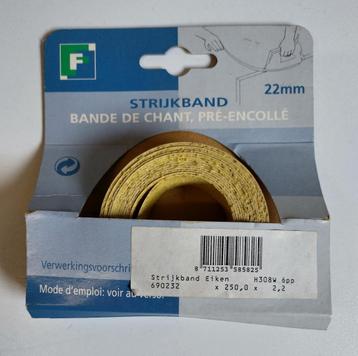 F
22mm
STRIJKBAND
BANDE DE CHANT, PRÉ-ENCOLLÉ
8 711253 585825
Strijkband Eiken H308W 6pp
690232 x 250,0 x 2,2
Verwerkingsvoorschri
Mode d'emploi: voir au verso.